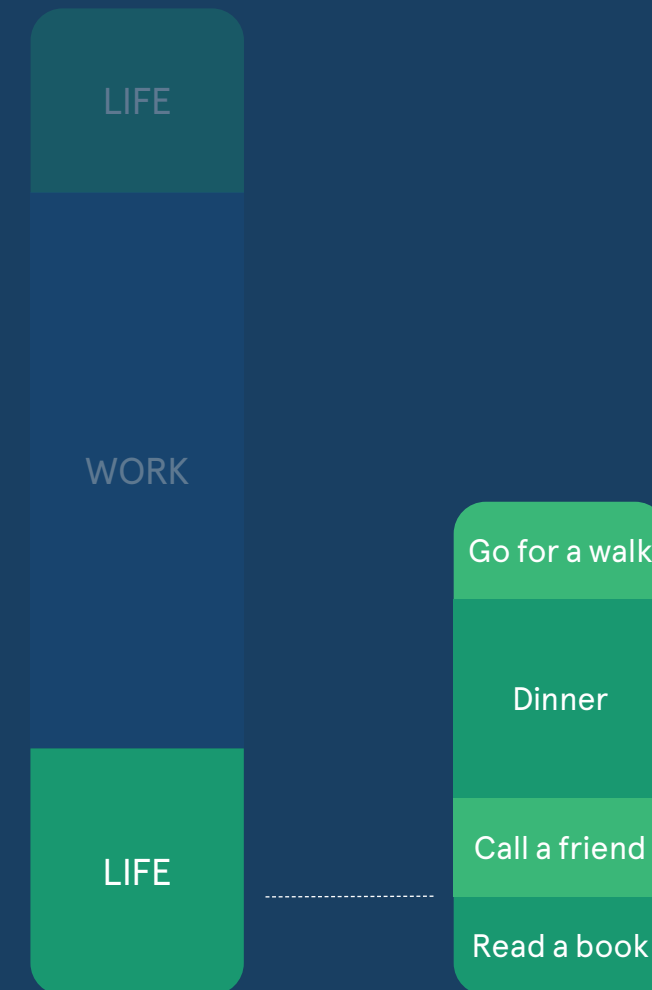 LIFE
WORK
LIFE
Go for a walk
Dinner
Call a friend
Read a book